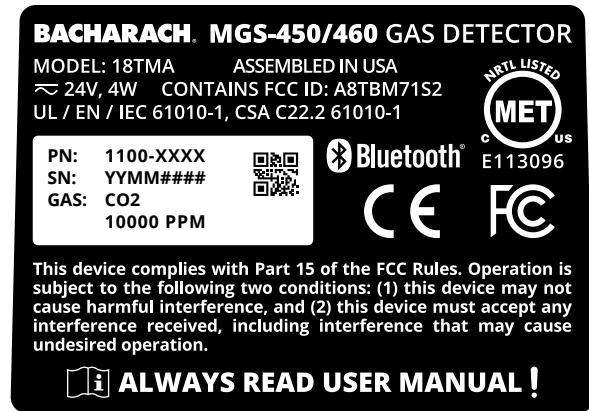 BACHARACH. MGS-450/460 GAS DETECTOR
MODEL: 18TMA ASSEMBLED IN USA
⏦ 24V, 4W CONTAINS FCC ID: A8TBM71S2
UL / EN / IEC 61010-1, CSA C22.2 61010-1
NRTL LISTED
MET
C US
E113096
PN: 1100-XXXX
SN: YYMM####
GAS: CO2
10000 PPM
Bluetooth®
CE FC
This device complies with Part 15 of the FCC Rules. Operation is
subject to the following two conditions: (1) this device may not
cause harmful interference, and (2) this device must accept any
interference received, including interference that may cause
undesired operation.
ALWAYS READ USER MANUAL !